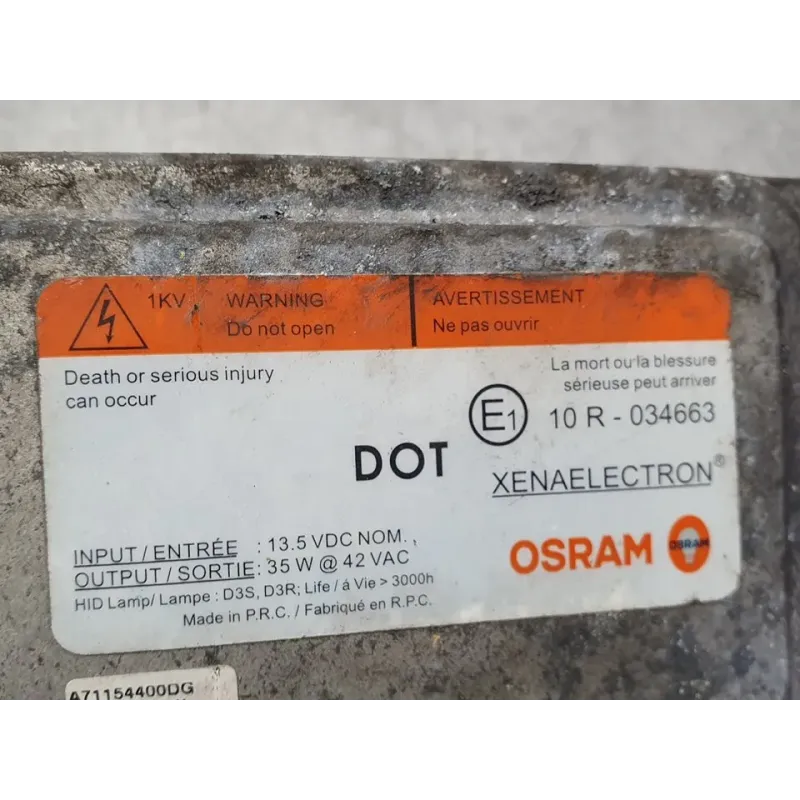 1KV WARNING
Do not open
AVERTISSEMENT
Ne pas ouvrir
Death or serious injury
can occur
La mort ou la blessure
sérieuse peut arriver
E1 10 R - 034663
DOT
XENAELECTRON®
INPUT / ENTRÉE : 13.5 VDC NOM.,
OUTPUT / SORTIE: 35 W @ 42 VAC
HID Lamp/ Lampe : D3S, D3R; Life / á Vie > 3000h
Made in P.R.C. / Fabriqué en R.P.C.
OSRAM OSRAM
A71154400DG